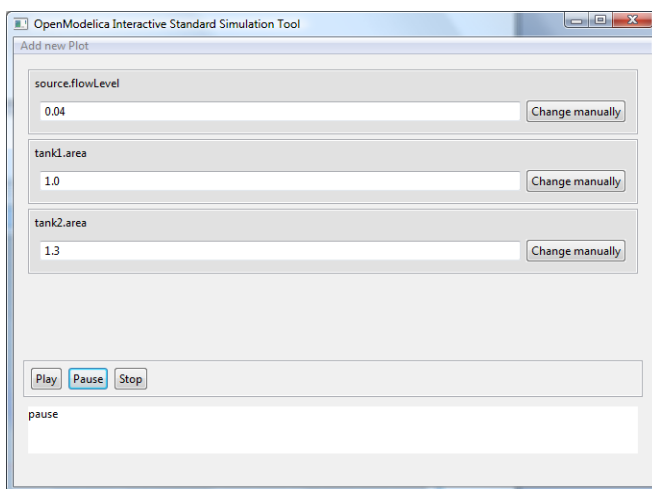 OpenModelica Interactive Standard Simulation Tool
Add new Plot
source.flowLevel
0.04 Change manually
tank1.area
1.0 Change manually
tank2.area
1.3 Change manually
Play Pause Stop
pause